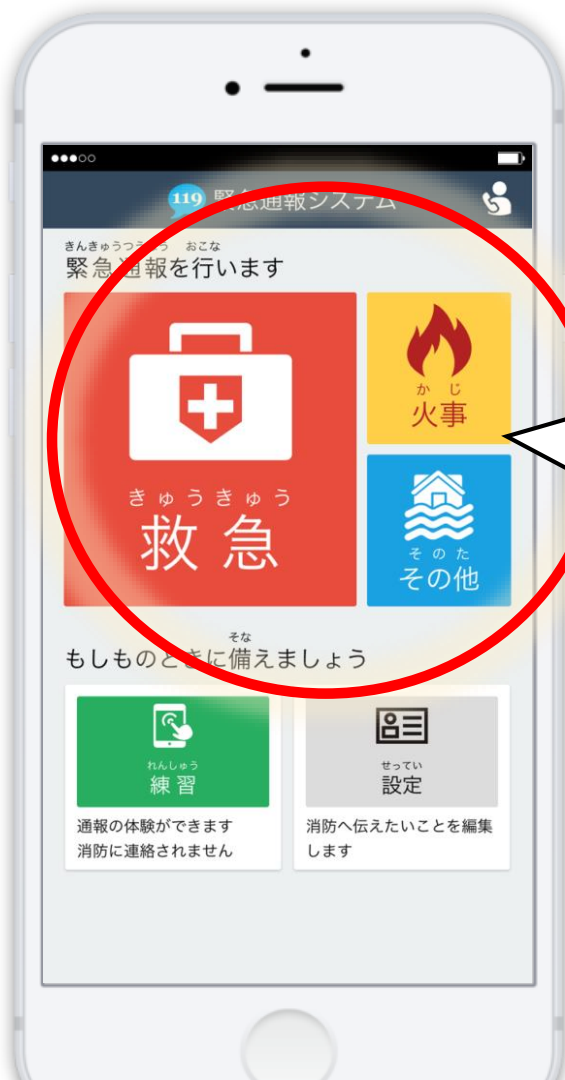 119 緊急通報システム
きんきゅうつうほう おこな
緊急通報を行います
きゅうきゅう
救急
かじ
火事
そのた
その他
そな
もしものときに備えましょう
れんしゅう
練習
通報の体験ができます
消防に連絡されません
せってい
設定
消防へ伝えたいことを編集
します